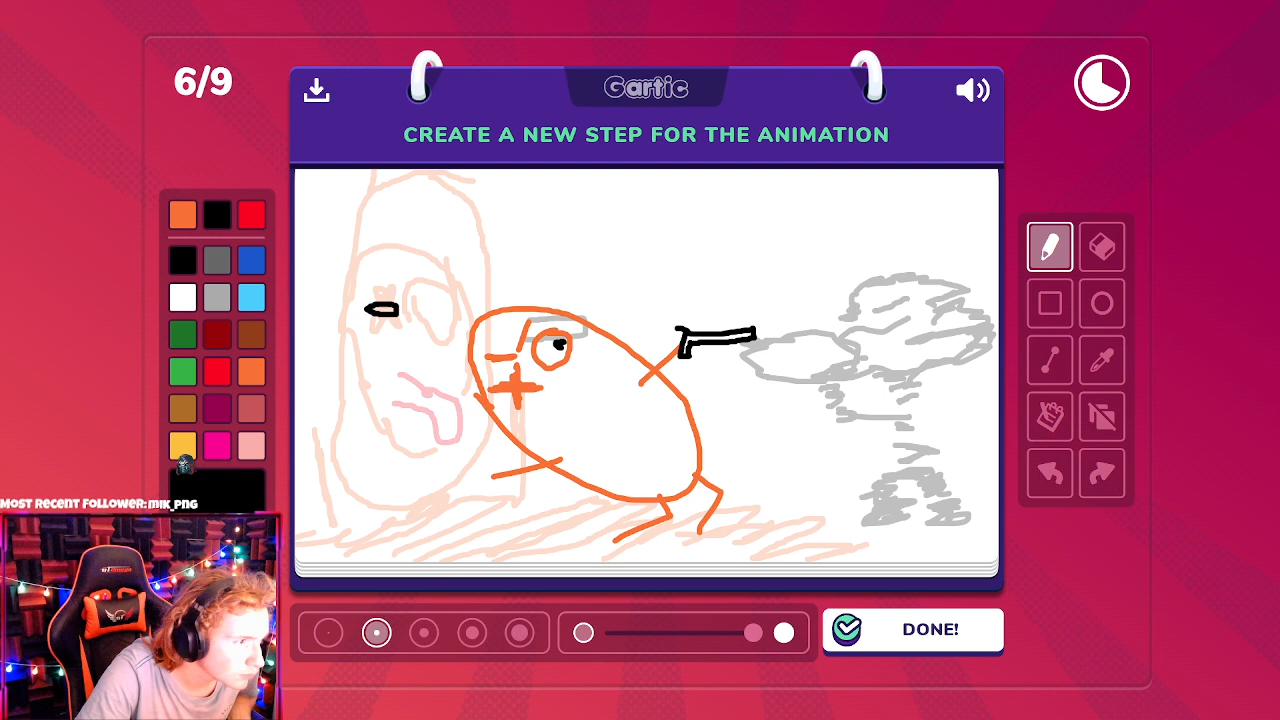 6/9
Gartic
CREATE A NEW STEP FOR THE ANIMATION
MOST RECENT FOLLOWER: MIK_PNG
DONE!